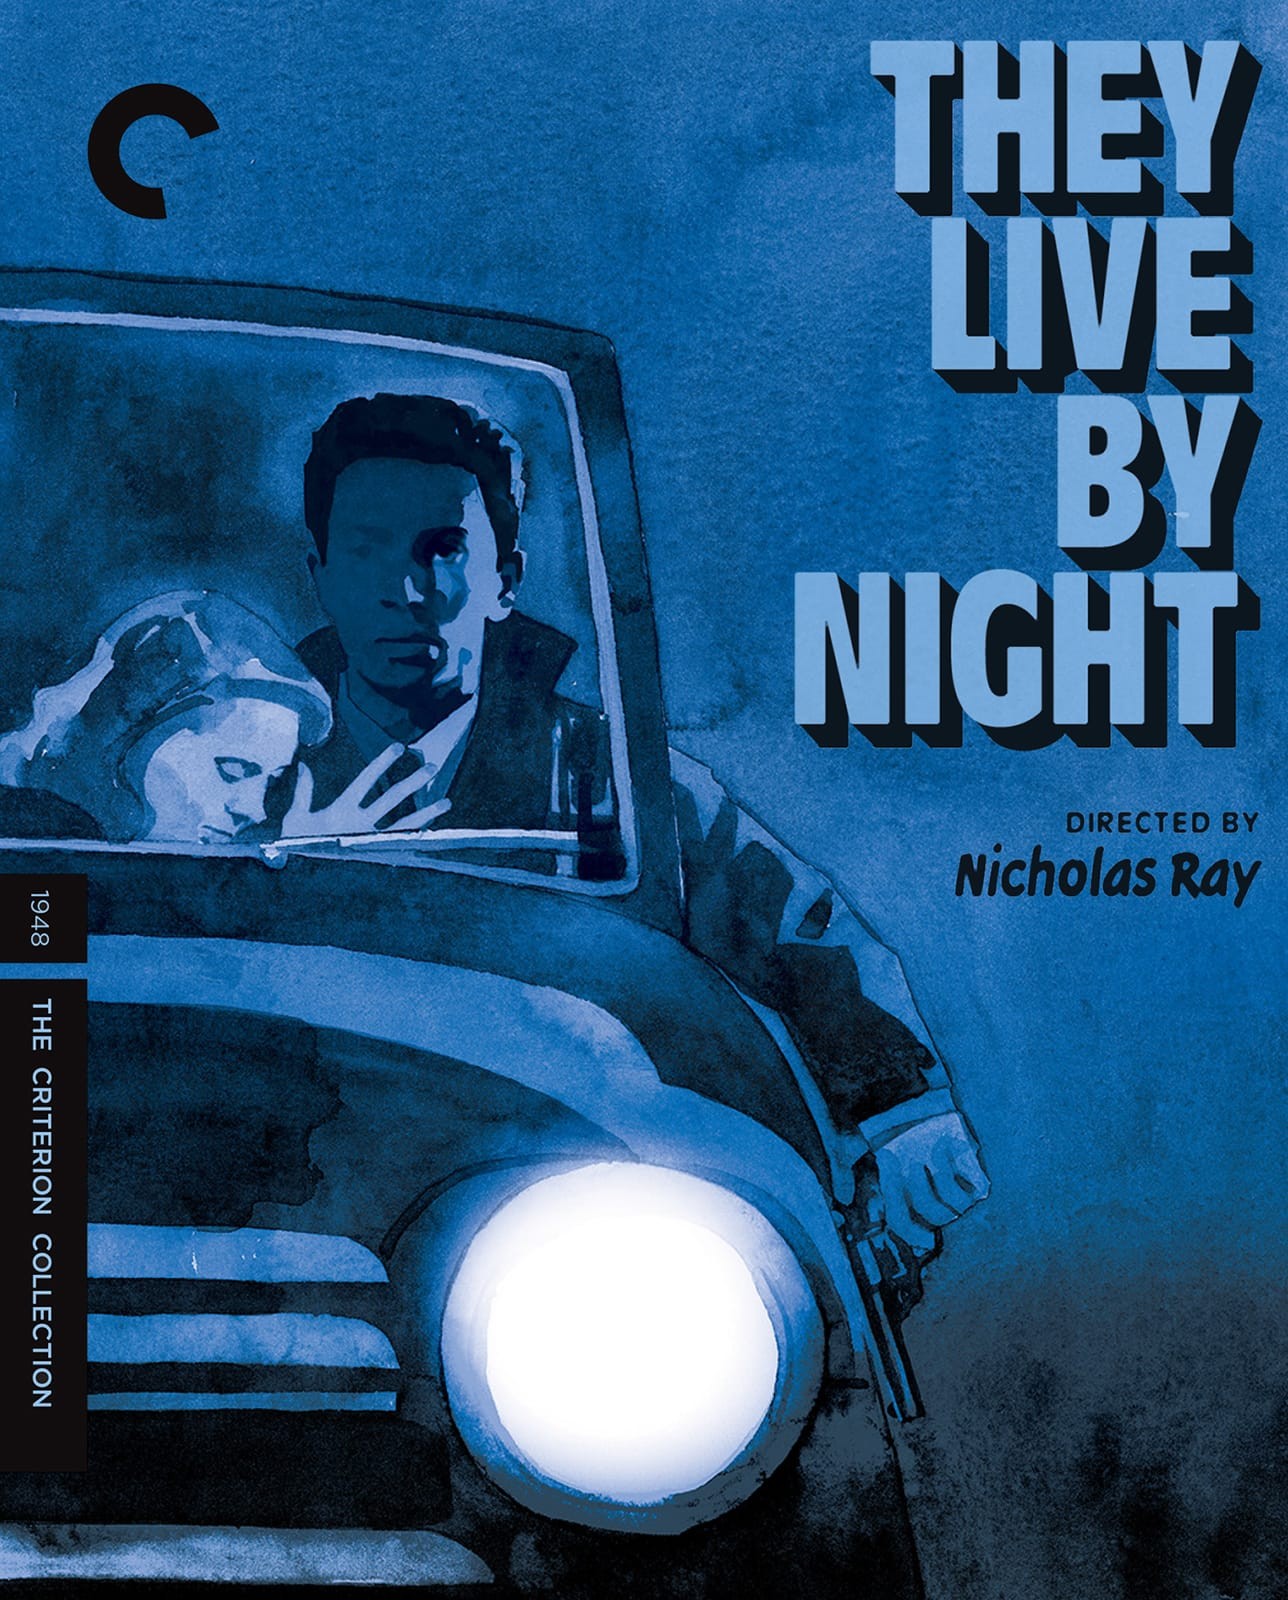 THEY
LIVE
BY
NIGHT
DIRECTED BY
Nicholas Ray
1948
THE CRITERION COLLECTION